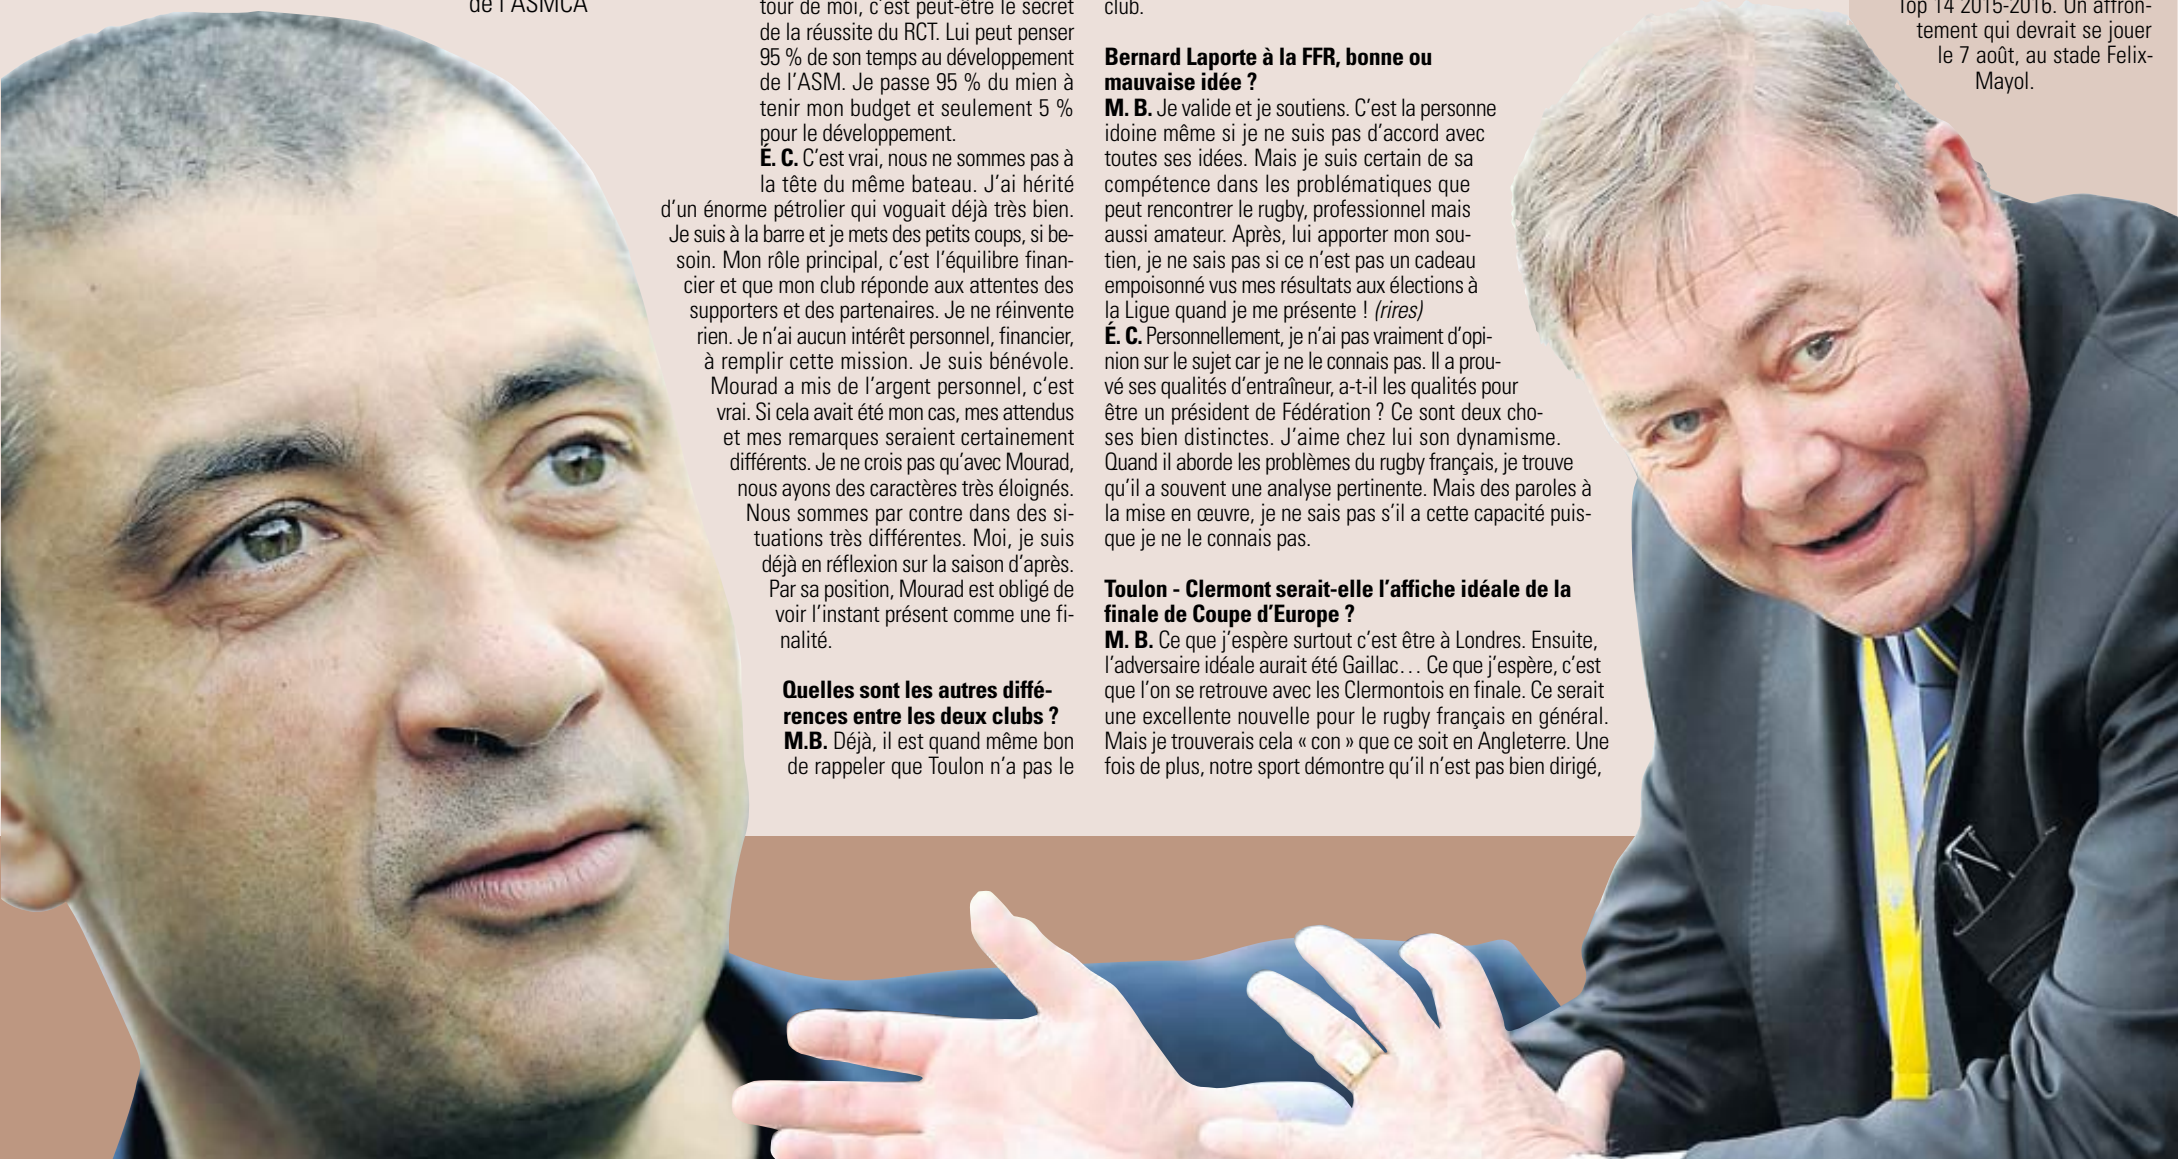 de l'ASMCA
tour de moi, c'est peut-être le secret
de la réussite du RCT. Lui peut penser
95 % de son temps au développement
de l'ASM. Je passe 95 % du mien à
tenir mon budget et seulement 5 %
pour le développement.
É. C. C'est vrai, nous ne sommes pas à
la tête du même bateau. J'ai hérité
d'un énorme pétrolier qui voguait déjà très bien.
Je suis à la barre et je mets des petits coups, si be-
soin. Mon rôle principal, c'est l'équilibre finan-
cier et que mon club réponde aux attentes des
supporters et des partenaires. Je ne réinvente
rien. Je n'ai aucun intérêt personnel, financier,
à remplir cette mission. Je suis bénévole.
Mourad a mis de l'argent personnel, c'est
vrai. Si cela avait été mon cas, mes attendus
et mes remarques seraient certainement
différents. Je ne crois pas qu'avec Mourad,
nous ayons des caractères très éloignés.
Nous sommes par contre dans des si-
tuations très différentes. Moi, je suis
déjà en réflexion sur la saison d'après.
Par sa position, Mourad est obligé de
voir l'instant présent comme une fi-
nalité.
Quelles sont les autres diffé-
rences entre les deux clubs ?
M.B. Déjà, il est quand même bon
de rappeler que Toulon n'a pas le
club.
Bernard Laporte à la FFR, bonne ou
mauvaise idée ?
M. B. Je valide et je soutiens. C'est la personne
idoine même si je ne suis pas d'accord avec
toutes ses idées. Mais je suis certain de sa
compétence dans les problématiques que
peut rencontrer le rugby, professionnel mais
aussi amateur. Après, lui apporter mon sou-
tien, je ne sais pas si ce n'est pas un cadeau
empoisonné vus mes résultats aux élections à
la Ligue quand je me présente ! (rires)
É. C. Personnellement, je n'ai pas vraiment d'opi-
nion sur le sujet car je ne le connais pas. Il a prou-
vé ses qualités d'entraîneur, a-t-il les qualités pour
être un président de Fédération ? Ce sont deux cho-
ses bien distinctes. J'aime chez lui son dynamisme.
Quand il aborde les problèmes du rugby français, je trouve
qu'il a souvent une analyse pertinente. Mais des paroles à
la mise en œuvre, je ne sais pas s'il a cette capacité puis-
que je ne le connais pas.
Toulon - Clermont serait-elle l'affiche idéale de la
finale de Coupe d'Europe ?
M. B. Ce que j'espère surtout c'est être à Londres. Ensuite,
l'adversaire idéale aurait été Gaillac… Ce que j'espère, c'est
que l'on se retrouve avec les Clermontois en finale. Ce serait
une excellente nouvelle pour le rugby français en général.
Mais je trouverais cela « con » que ce soit en Angleterre. Une
fois de plus, notre sport démontre qu'il n'est pas bien dirigé,
Top 14 2015-2016. Un affron-
tement qui devrait se jouer
le 7 août, au stade Felix-
Mayol.